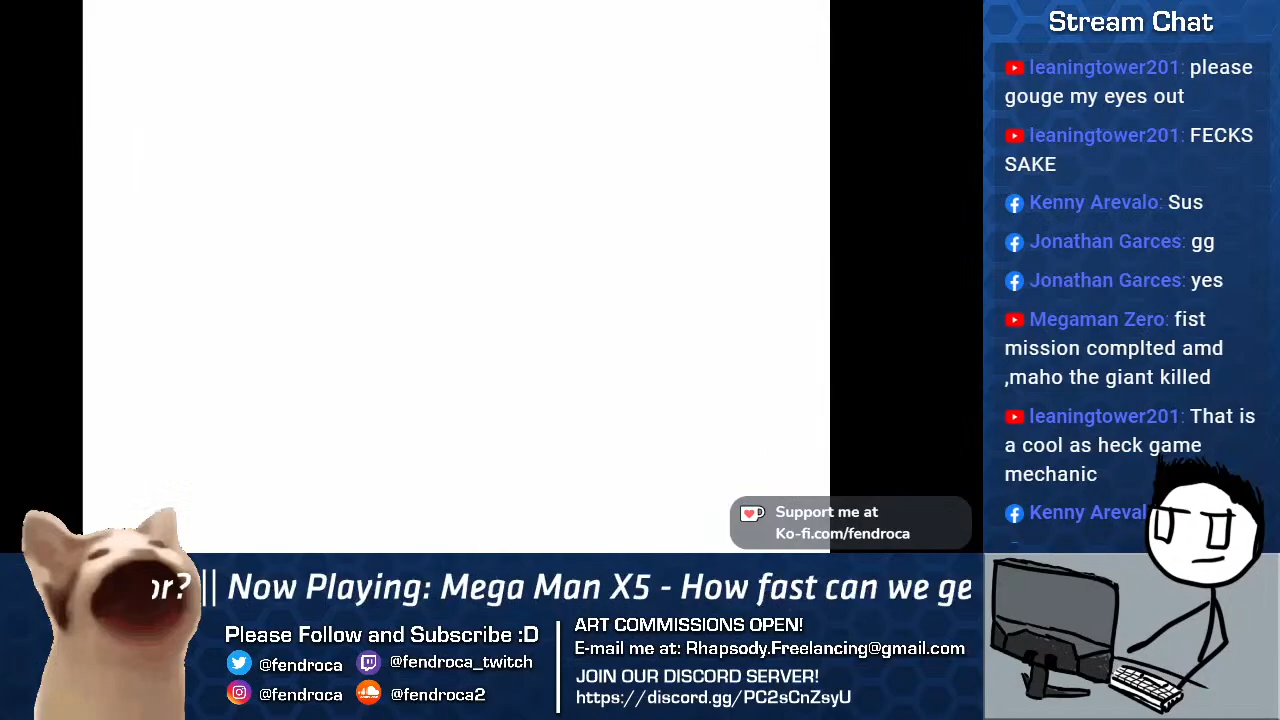 Stream Chat
leaningtower201: please
gouge my eyes out
leaningtower201: FECKS
SAKE
Kenny Arevalo: Sus
Jonathan Garces: gg
Jonathan Garces: yes
Megaman Zero: fist
mission complted amd
,maho the giant killed
leaningtower201: That is
a cool as heck game
mechanic
Kenny Areval
Support me at
Ko-fi.com/fendroca
or? || Now Playing: Mega Man X5 - How fast can we ge
Please Follow and Subscribe :D
@fendroca
@fendroca_twitch
@fendroca
@fendroca2
ART COMMISSIONS OPEN!
E-mail me at: Rhapsody.Freelancing@gmail.com
JOIN OUR DISCORD SERVER!
https://discord.gg/PC2sCnZsyU